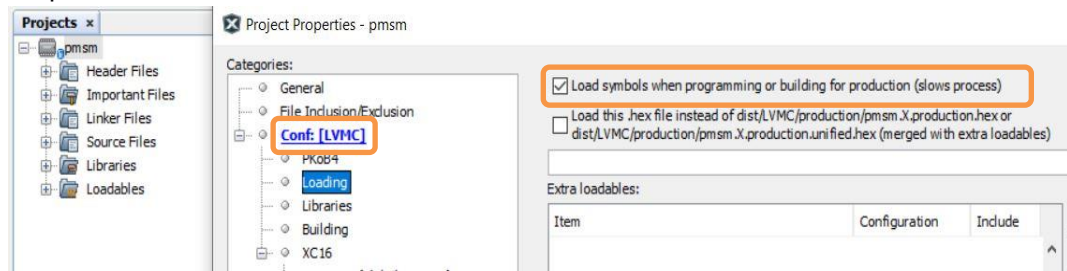 Projects ×
pmsm
Header Files
Important Files
Linker Files
Source Files
Libraries
Loadables
Project Properties - pmsm
Categories:
General
File Inclusion/Exclusion
Conf: [LVMC]
PKoB4
Loading
Libraries
Building
XC16
Load symbols when programming or building for production (slows process)
Load this .hex file instead of dist/LVMC/production/pmsm.X.production.hex or
dist/LVMC/production/pmsm.X.production.unified.hex (merged with extra loadables)
Extra loadables:
Item Configuration Include